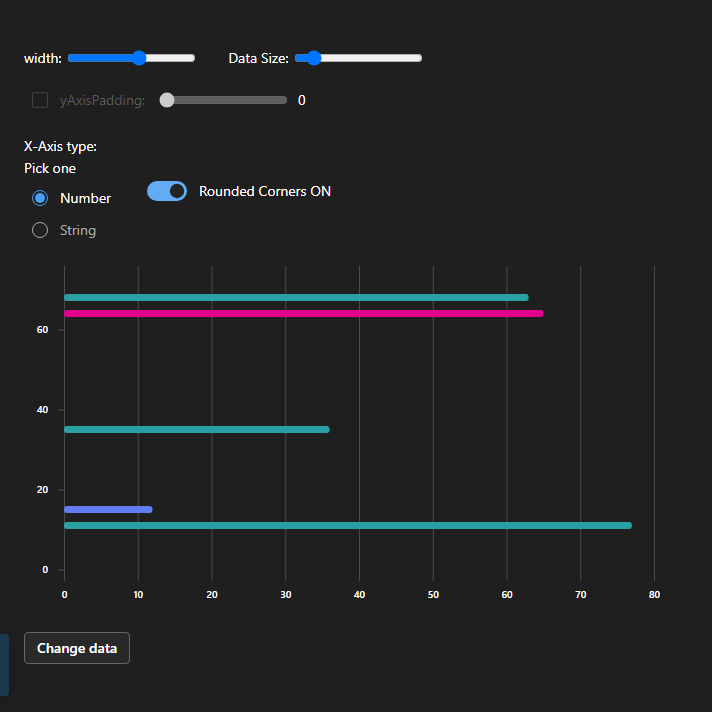 width: Data Size:
yAxisPadding: 0
X-Axis type:
Pick one
Number
Rounded Corners ON
String
60
40
20
0
0 10 20 30 40 50 60 70 80
Change data